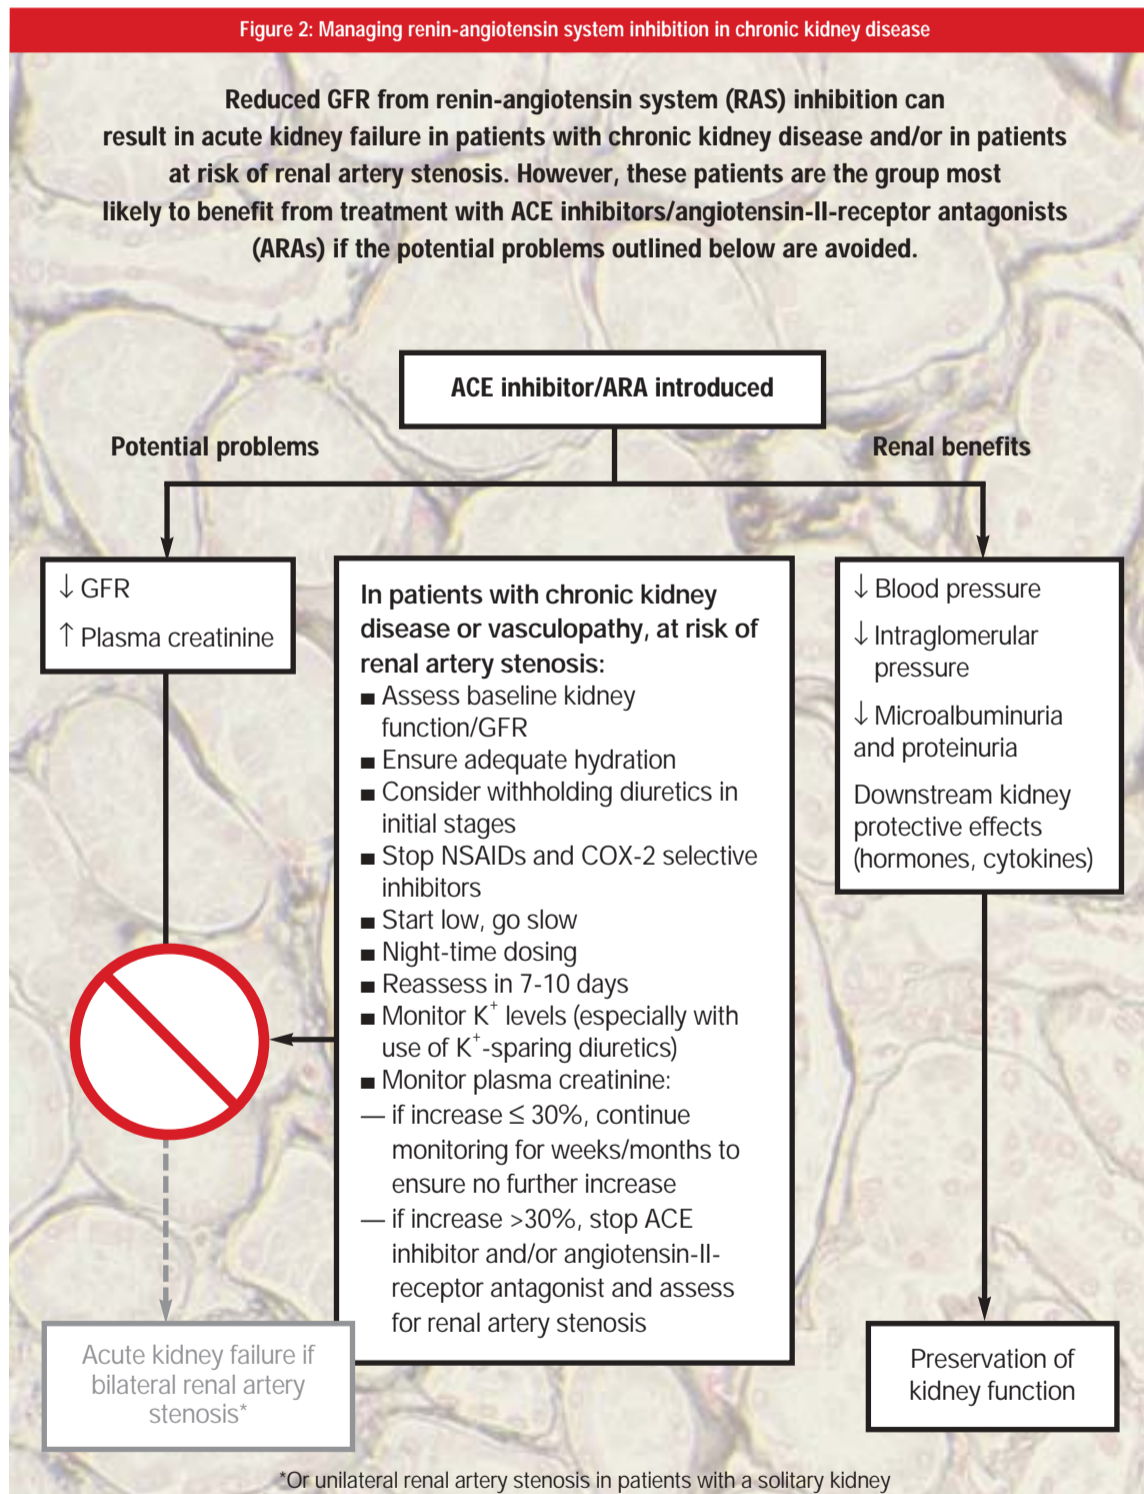 Figure 2: Managing renin-angiotensin system inhibition in chronic kidney disease
Reduced GFR from renin-angiotensin system (RAS) inhibition can
result in acute kidney failure in patients with chronic kidney disease and/or in patients
at risk of renal artery stenosis. However, these patients are the group most
likely to benefit from treatment with ACE inhibitors/angiotensin-II-receptor antagonists
(ARAs) if the potential problems outlined below are avoided.
ACE inhibitor/ARA introduced
Potential problems
Renal benefits
↓ GFR
↑ Plasma creatinine
In patients with chronic kidney
disease or vasculopathy, at risk of
renal artery stenosis:
■ Assess baseline kidney
function/GFR
■ Ensure adequate hydration
■ Consider withholding diuretics in
initial stages
■ Stop NSAIDs and COX-2 selective
inhibitors
■ Start low, go slow
■ Night-time dosing
■ Reassess in 7-10 days
■ Monitor K⁺ levels (especially with
use of K⁺-sparing diuretics)
■ Monitor plasma creatinine:
— if increase ≤ 30%, continue
monitoring for weeks/months to
ensure no further increase
— if increase >30%, stop ACE
inhibitor and/or angiotensin-II-
receptor antagonist and assess
for renal artery stenosis
↓ Blood pressure
↓ Intraglomerular
pressure
↓ Microalbuminuria
and proteinuria
Downstream kidney
protective effects
(hormones, cytokines)
Acute kidney failure if
bilateral renal artery
stenosis*
Preservation of
kidney function
*Or unilateral renal artery stenosis in patients with a solitary kidney